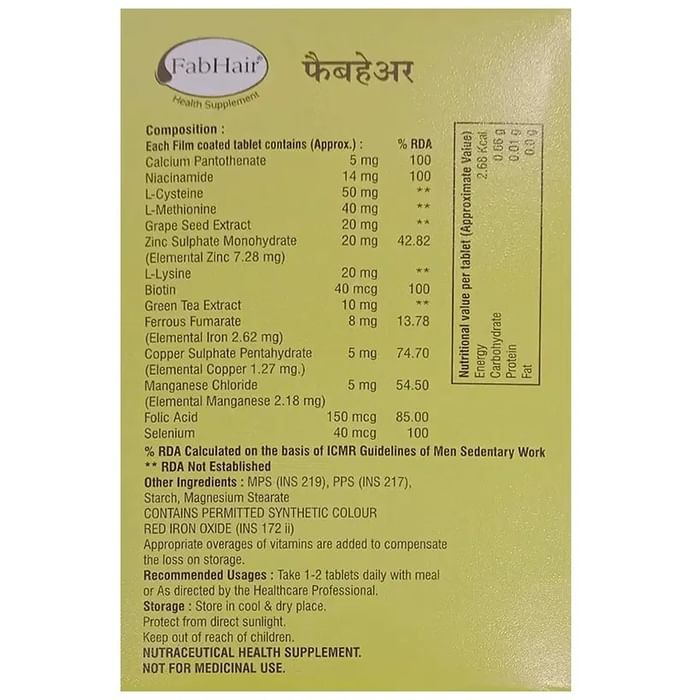 FabHair®
Health Supplement
फैबहेअर
Composition :
Each Film coated tablet contains (Approx.) : % RDA
Calcium Pantothenate 5 mg 100
Niacinamide 14 mg 100
L-Cysteine 50 mg **
L-Methionine 40 mg **
Grape Seed Extract 20 mg **
Zinc Sulphate Monohydrate 20 mg 42.82
(Elemental Zinc 7.28 mg)
L-Lysine 20 mg **
Biotin 40 mcg 100
Green Tea Extract 10 mg **
Ferrous Fumarate 8 mg 13.78
(Elemental Iron 2.62 mg)
Copper Sulphate Pentahydrate 5 mg 74.70
(Elemental Copper 1.27 mg.)
Manganese Chloride 5 mg 54.50
(Elemental Manganese 2.18 mg)
Folic Acid 150 mcg 85.00
Selenium 40 mcg 100
% RDA Calculated on the basis of ICMR Guidelines of Men Sedentary Work
** RDA Not Established
Other Ingredients : MPS (INS 219), PPS (INS 217),
Starch, Magnesium Stearate
CONTAINS PERMITTED SYNTHETIC COLOUR
RED IRON OXIDE (INS 172 ii)
Appropriate overages of vitamins are added to compensate
the loss on storage.
Recommended Usages : Take 1-2 tablets daily with meal
or As directed by the Healthcare Professional.
Storage : Store in cool & dry place.
Protect from direct sunlight.
Keep out of reach of children.
NUTRACEUTICAL HEALTH SUPPLEMENT.
NOT FOR MEDICINAL USE.
Nutritional value per tablet (Approximate Value)
Energy 2.68 Kcal
Carbohydrate 0.66 g
Protein 0.01 g
Fat 0.0 g